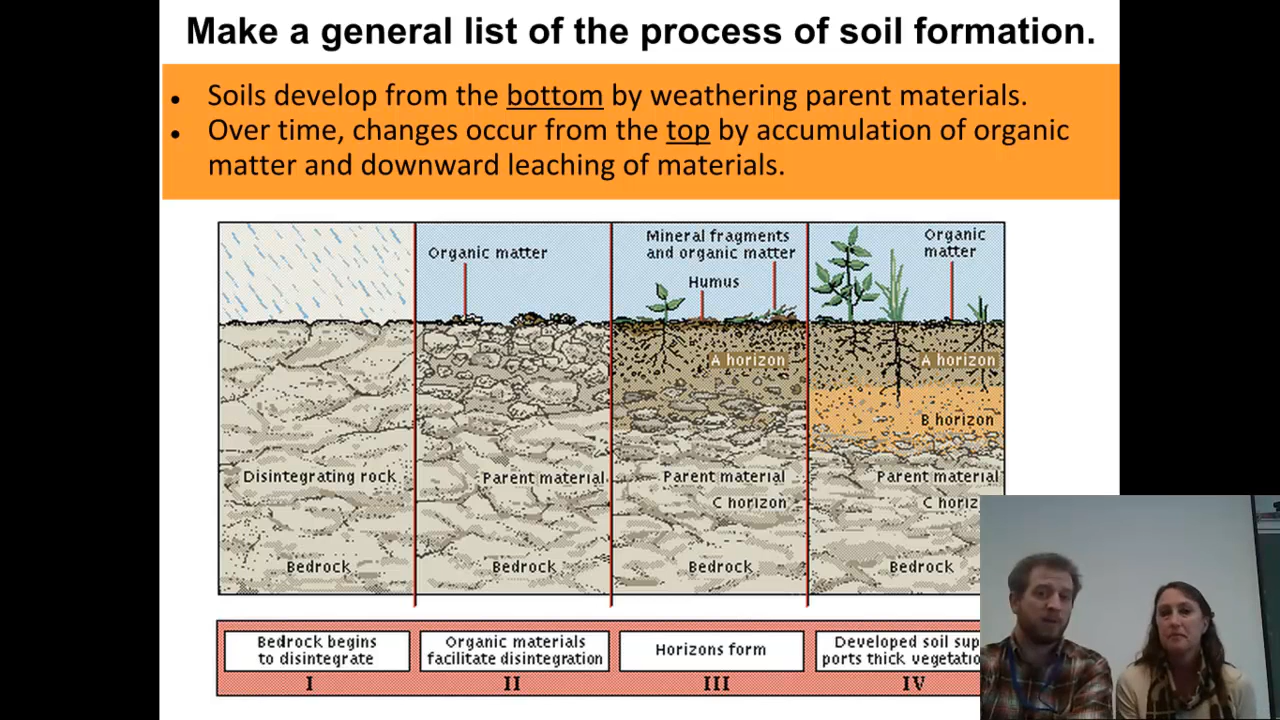 Make a general list of the process of soil formation.
• Soils develop from the bottom by weathering parent materials.
• Over time, changes occur from the top by accumulation of organic
matter and downward leaching of materials.
Organic matter
Mineral fragments
and organic matter
Humus
Organic
matter
A horizon
A horizon
B horizon
Disintegrating rock
Parent material
Parent material
C horizon
Parent material
Bedrock
Bedrock
Bedrock
Bedrock
Bedrock begins
to disintegrate
I
Organic materials
facilitate disintegration
II
Horizons form
III
Developed soil sup
ports thick
IV